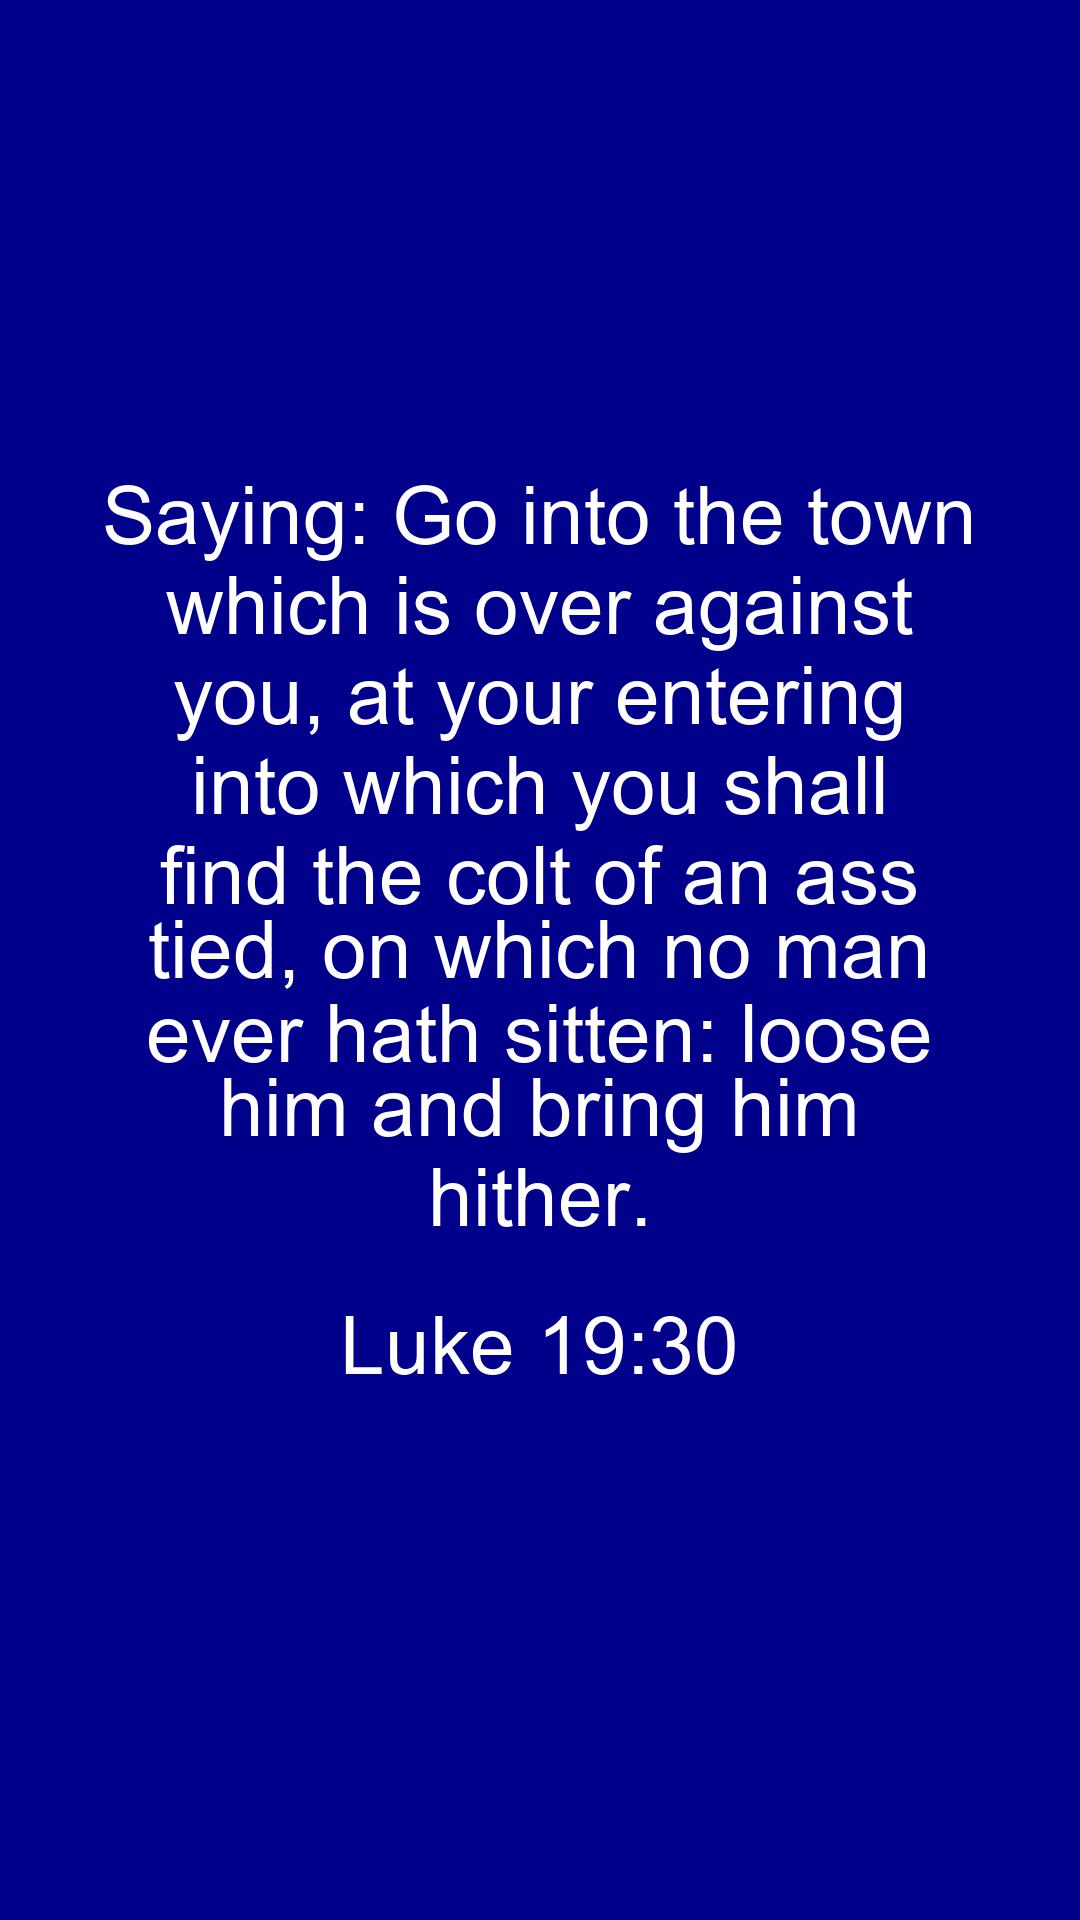 Saying: Go into the town
which is over against
you, at your entering
into which you shall
find the colt of an ass
tied, on which no man
ever hath sitten: loose
him and bring him
hither.
Luke 19:30